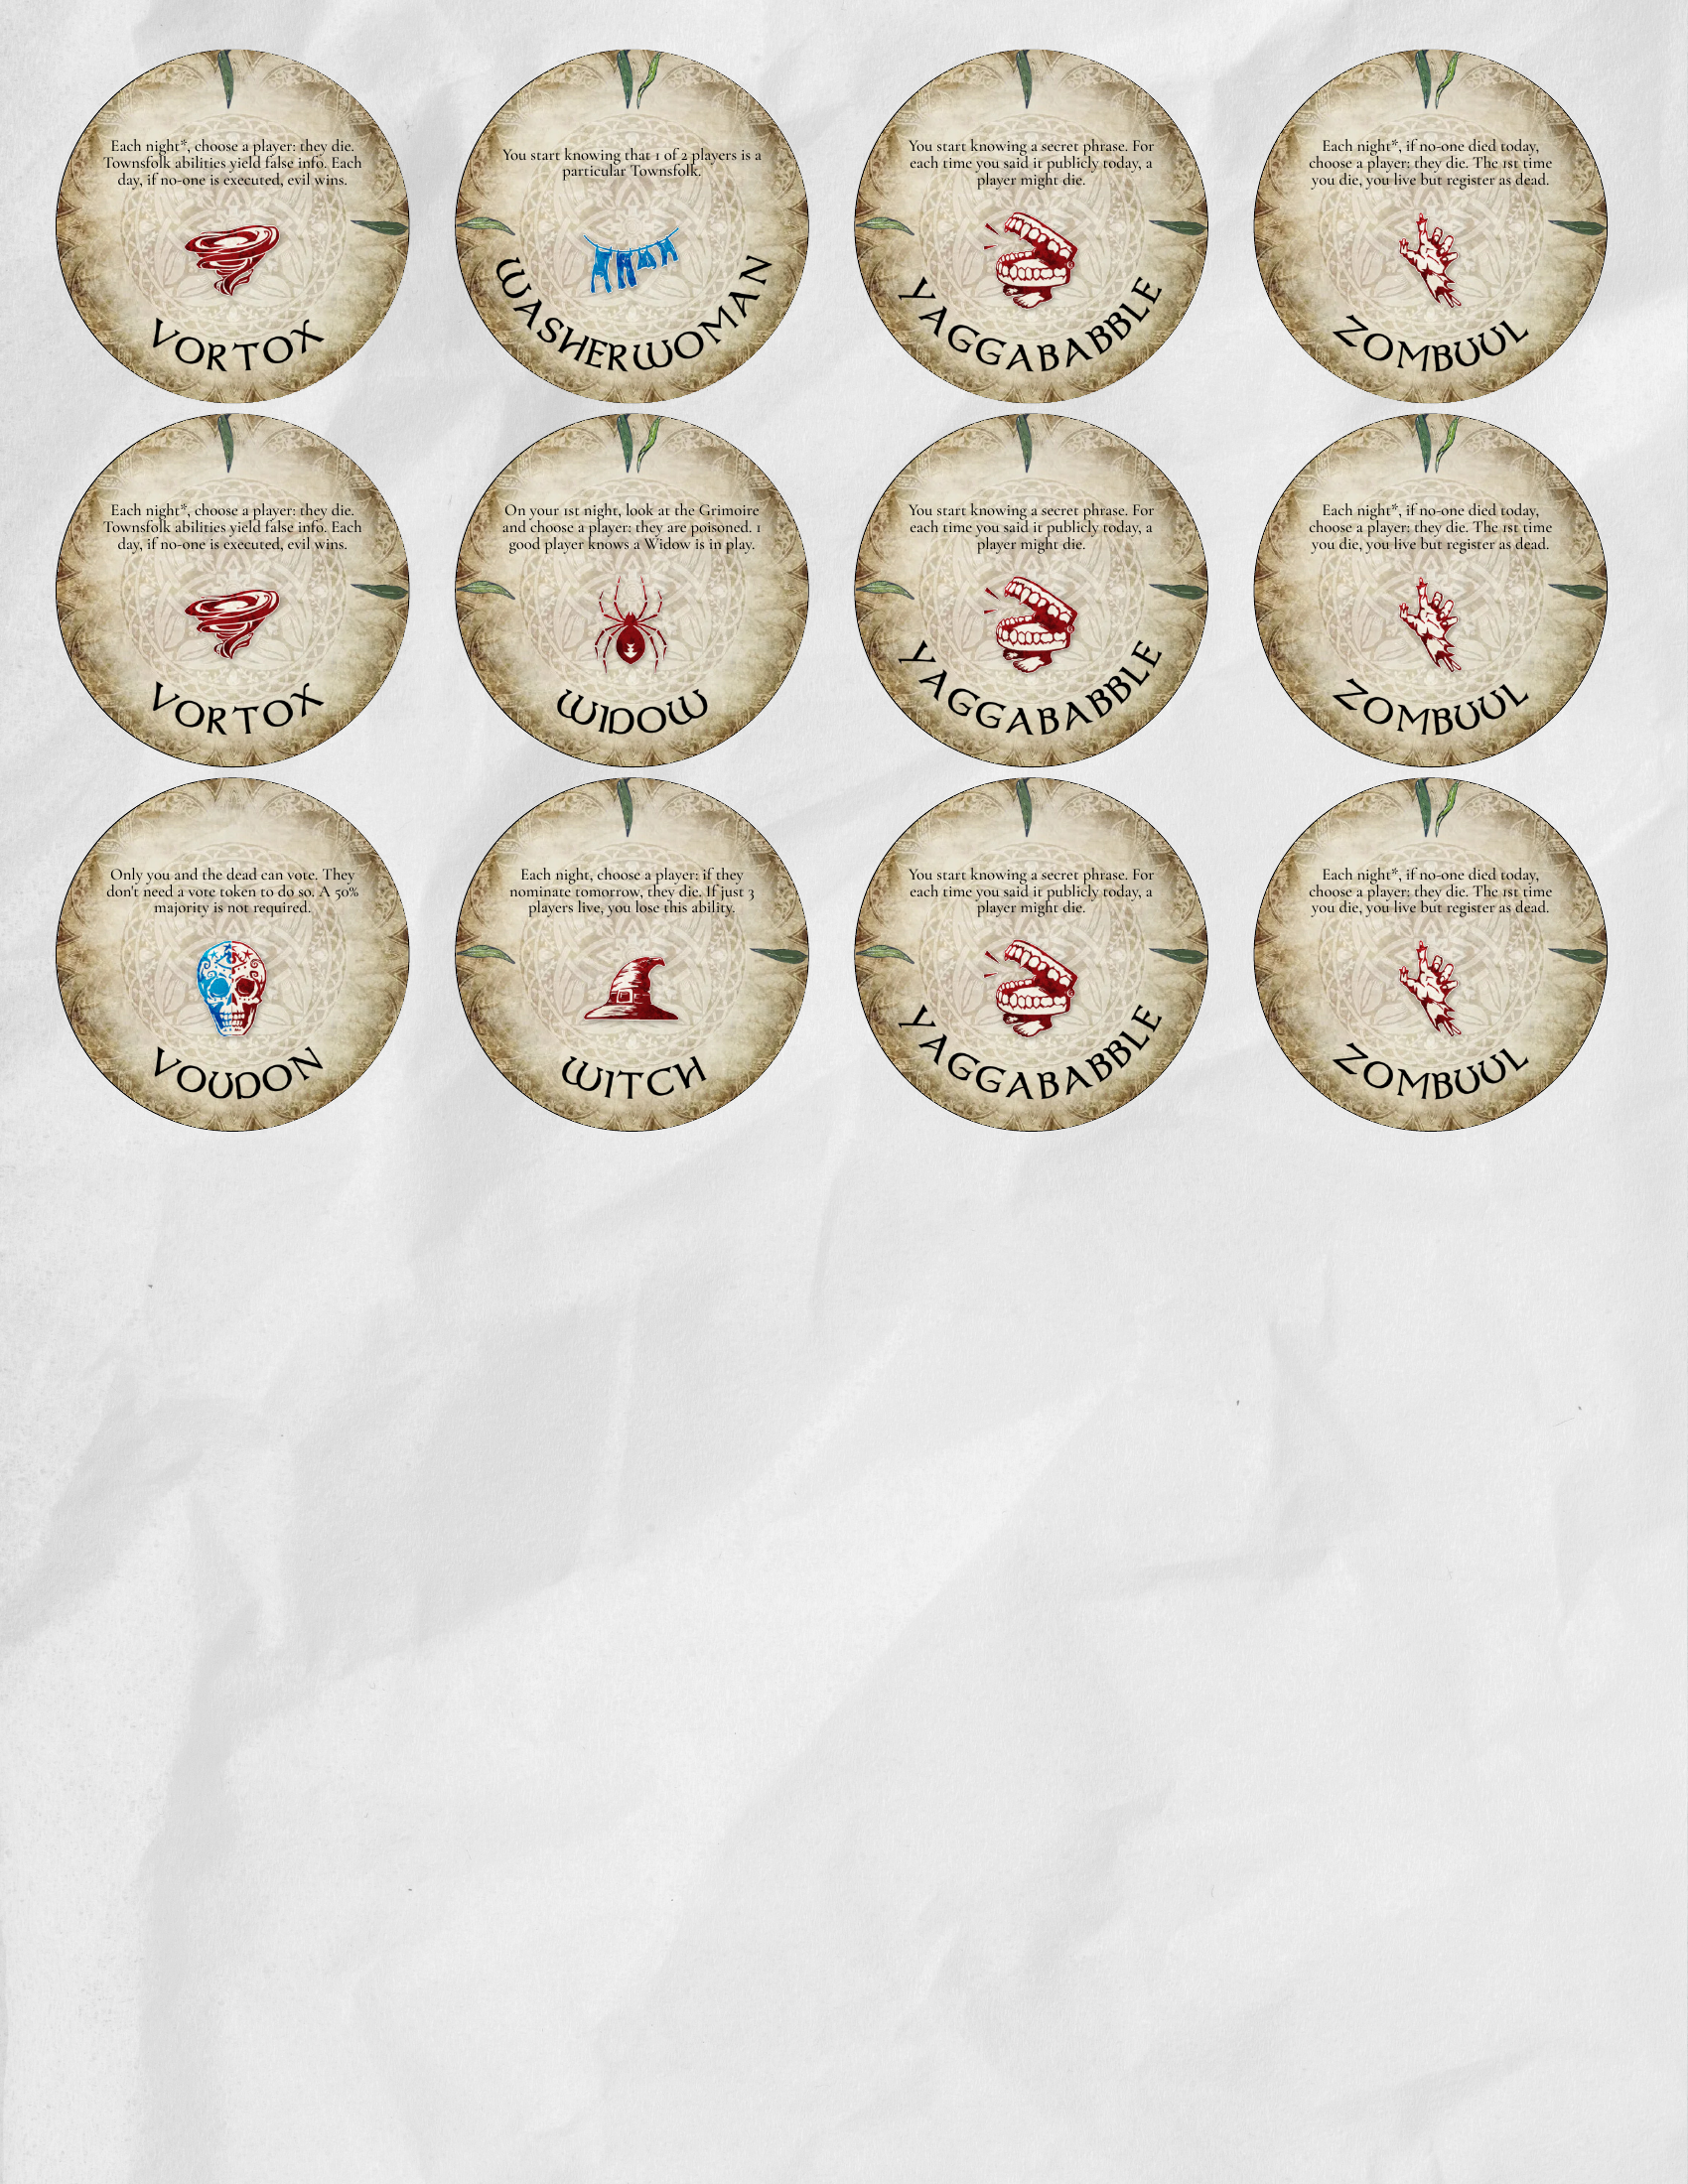 Each night*, choose a player: they die.
Townsfolk abilities yield false info. Each
day, if no-one is executed, evil wins.
VORTOX
You start knowing that 1 of 2 players is a
particular Townsfolk.
WASHERWOMAN
You start knowing a secret phrase. For
each time you said it publicly today, a
player might die.
YAGGABABBLE
Each night*, if no-one died today,
choose a player: they die. The 1st time
you die, you live but register as dead.
ZOMBUUL
Each night*, choose a player: they die.
Townsfolk abilities yield false info. Each
day, if no-one is executed, evil wins.
VORTOX
On your 1st night, look at the Grimoire
and choose a player: they are poisoned. 1
good player knows a Widow is in play.
WIDOW
You start knowing a secret phrase. For
each time you said it publicly today, a
player might die.
YAGGABABBLE
Each night*, if no-one died today,
choose a player: they die. The 1st time
you die, you live but register as dead.
ZOMBUUL
Only you and the dead can vote. They
don't need a vote token to do so. A 50%
majority is not required.
VOUDON
Each night, choose a player: if they
nominate tomorrow, they die. If just 3
players live, you lose this ability.
WITCH
You start knowing a secret phrase. For
each time you said it publicly today, a
player might die.
YAGGABABBLE
Each night*, if no-one died today,
choose a player: they die. The 1st time
you die, you live but register as dead.
ZOMBUUL